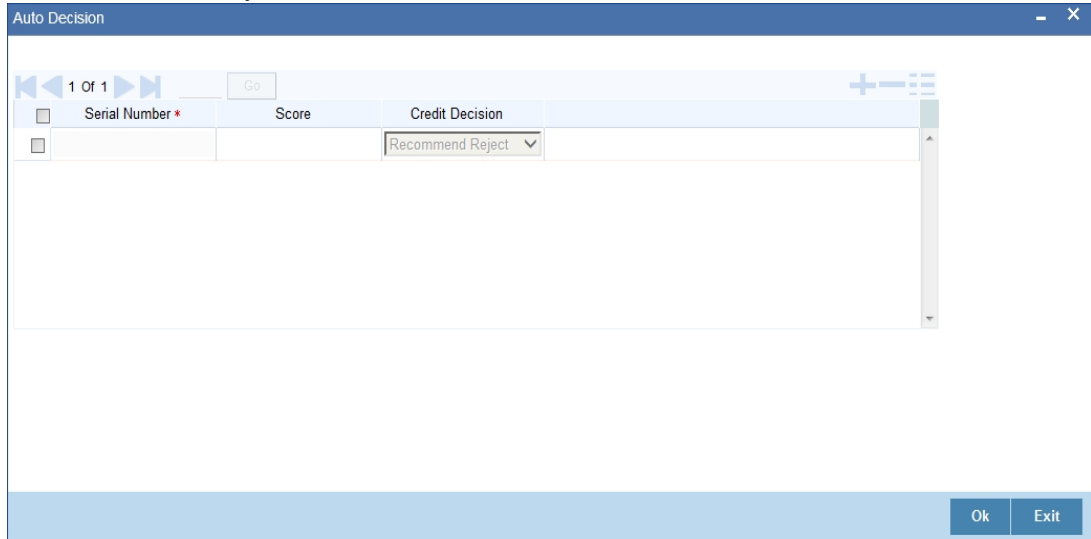 Auto Decision
1 Of 1 Go
Serial Number * Score Credit Decision
Recommend Reject
Ok Exit